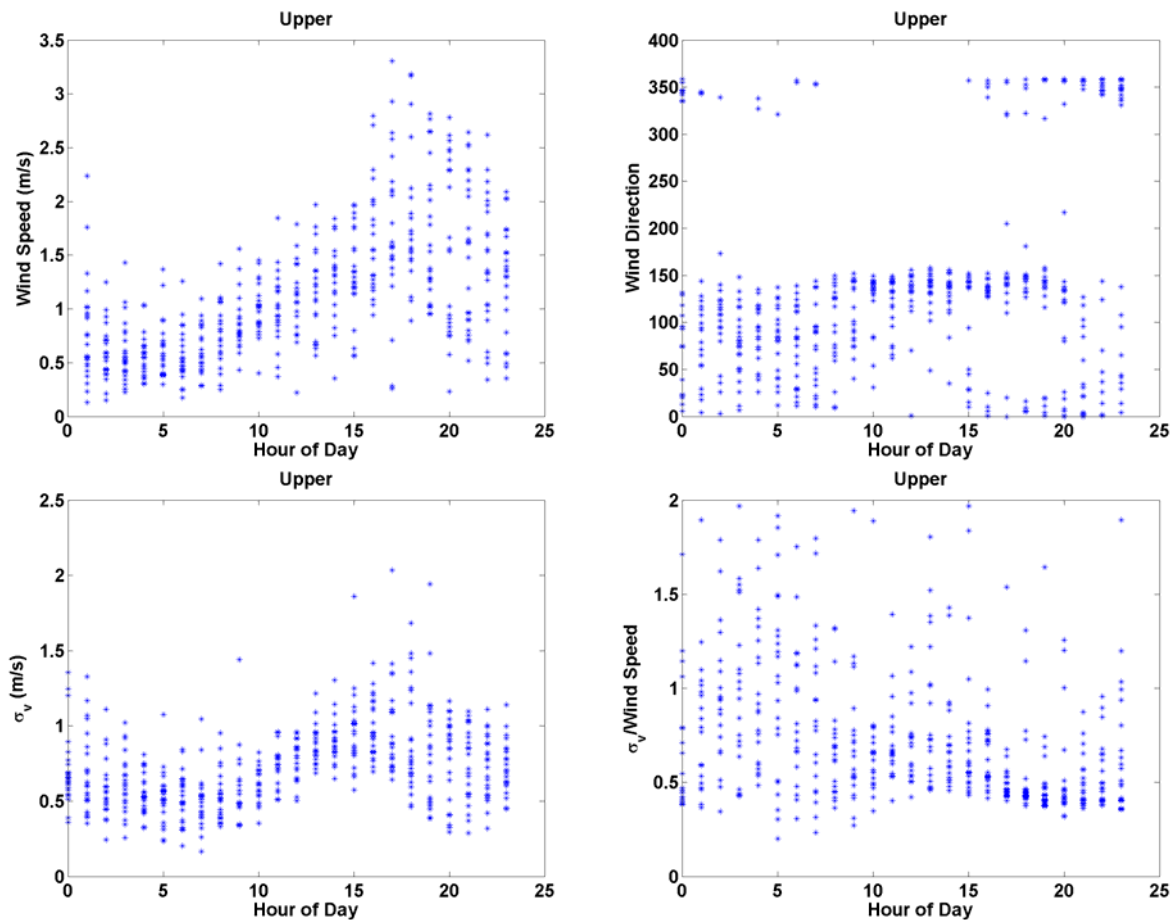 Upper
3.5
3
2.5
2
1.5
1
0.5
0
Wind Speed (m/s)
0 5 10 15 20 25
Hour of Day
Upper
400
350
300
250
200
150
100
50
0
Wind Direction
0 5 10 15 20 25
Hour of Day
Upper
2.5
2
1.5
1
0.5
0
σv (m/s)
0 5 10 15 20 25
Hour of Day
Upper
2
1.5
1
0.5
0
σv/Wind Speed
0 5 10 15 20 25
Hour of Day